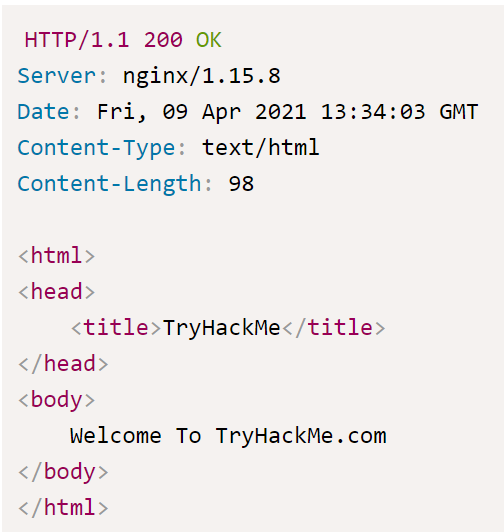 HTTP/1.1 200 OK
Server: nginx/1.15.8
Date: Fri, 09 Apr 2021 13:34:03 GMT
Content-Type: text/html
Content-Length: 98

<html>
<head>
    <title>TryHackMe</title>
</head>
<body>
    Welcome To TryHackMe.com
</body>
</html>